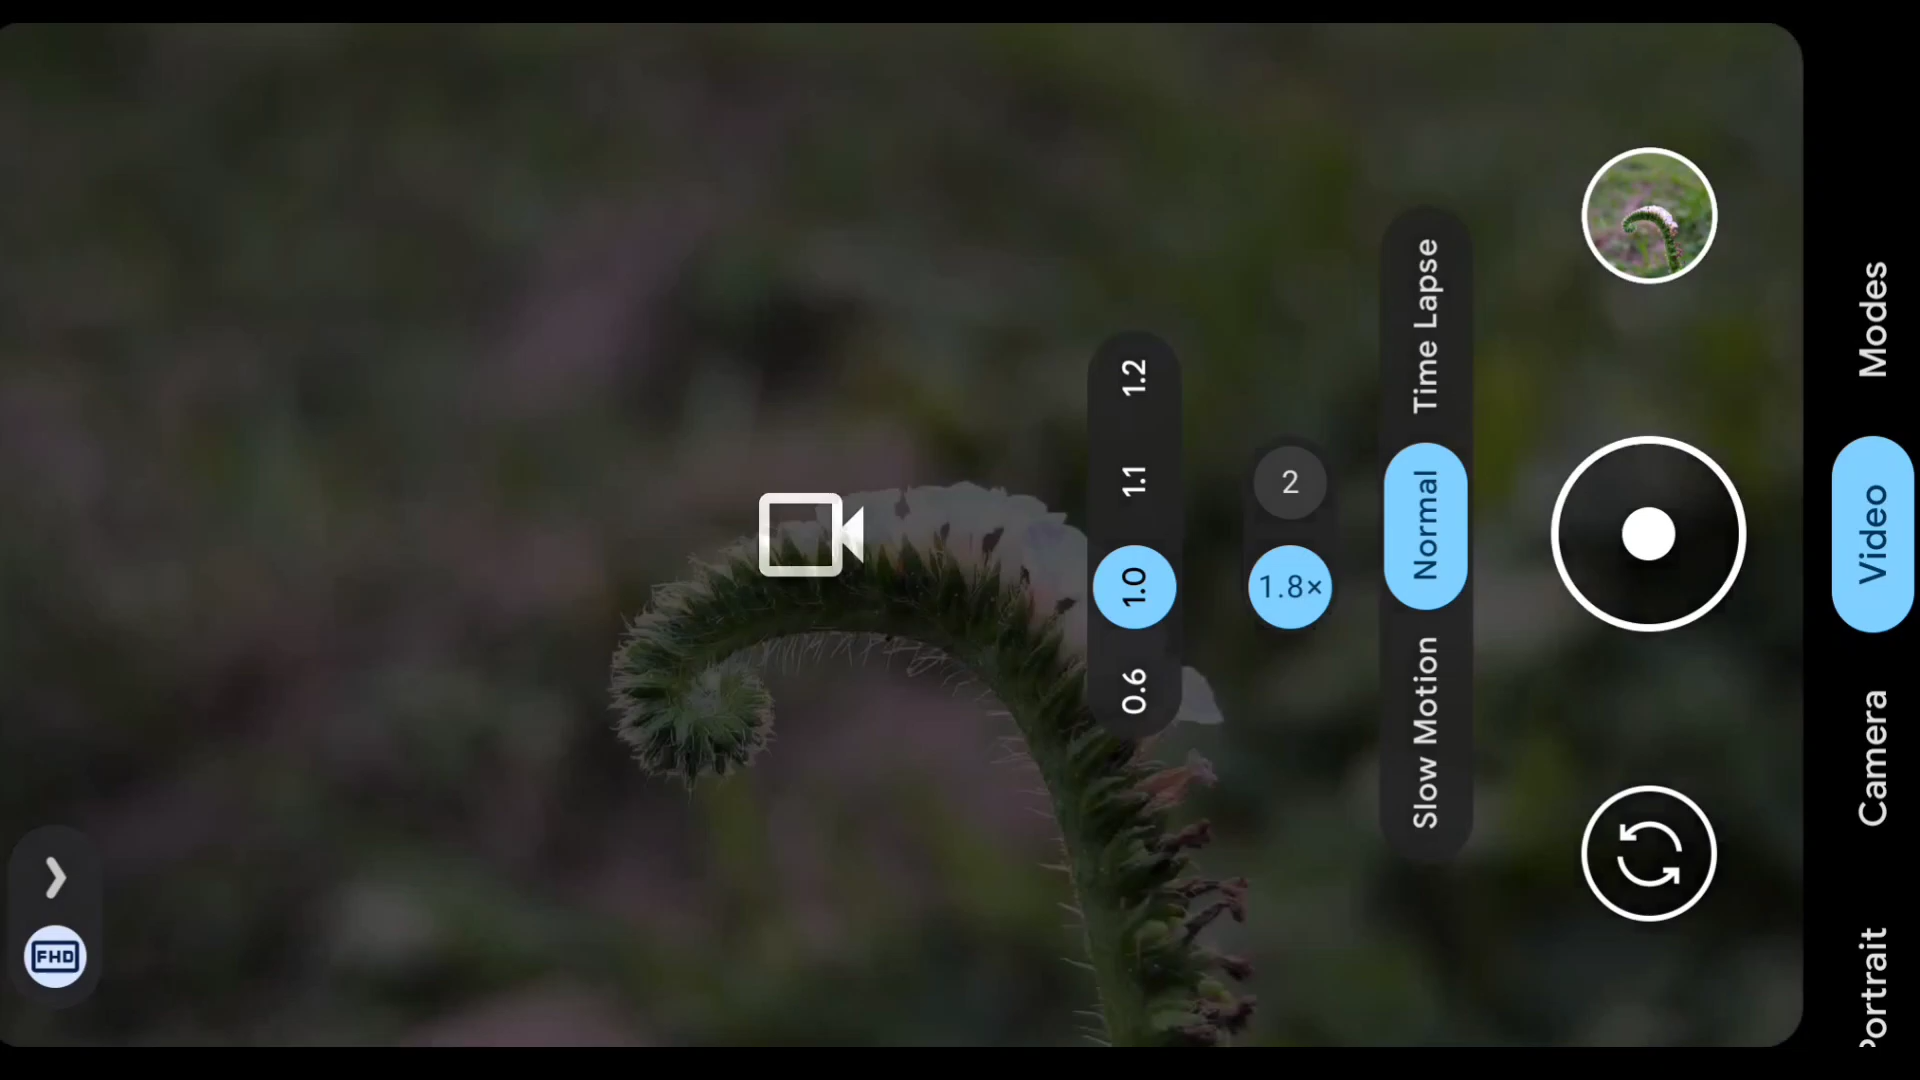 1.2
1.1
1.0
0.6
2
1.8×
Time Lapse
Normal
Slow Motion
Modes
Video
Camera
Portrait
FHD